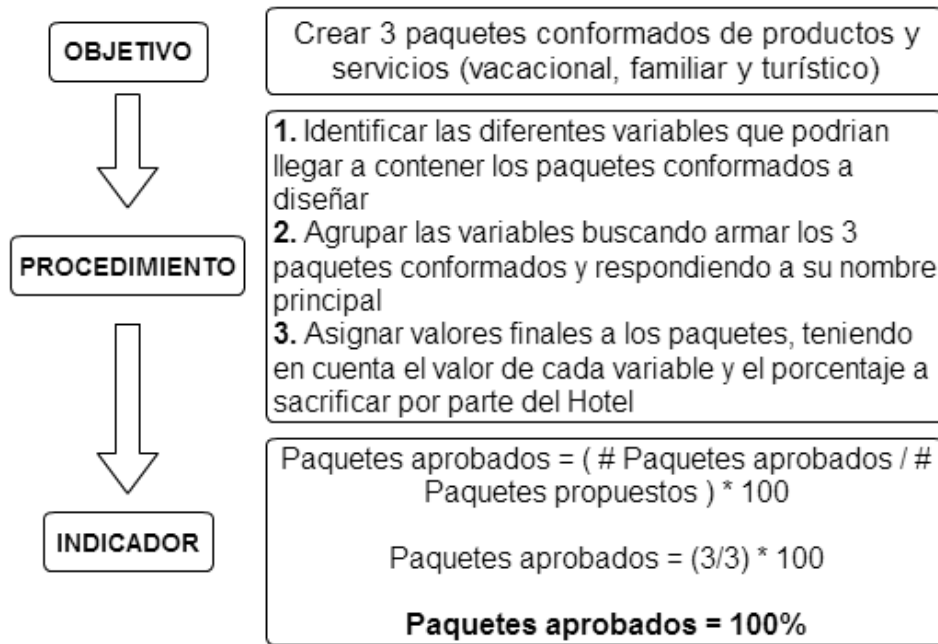 OBJETIVO
Crear 3 paquetes conformados de productos y
servicios (vacacional, familiar y turístico)
PROCEDIMIENTO
1. Identificar las diferentes variables que podrian
llegar a contener los paquetes conformados a
diseñar
2. Agrupar las variables buscando armar los 3
paquetes conformados y respondiendo a su nombre
principal
3. Asignar valores finales a los paquetes, teniendo
en cuenta el valor de cada variable y el porcentaje a
sacrificar por parte del Hotel
INDICADOR
Paquetes aprobados = ( # Paquetes aprobados / #
Paquetes propuestos ) * 100
Paquetes aprobados = (3/3) * 100
Paquetes aprobados = 100%